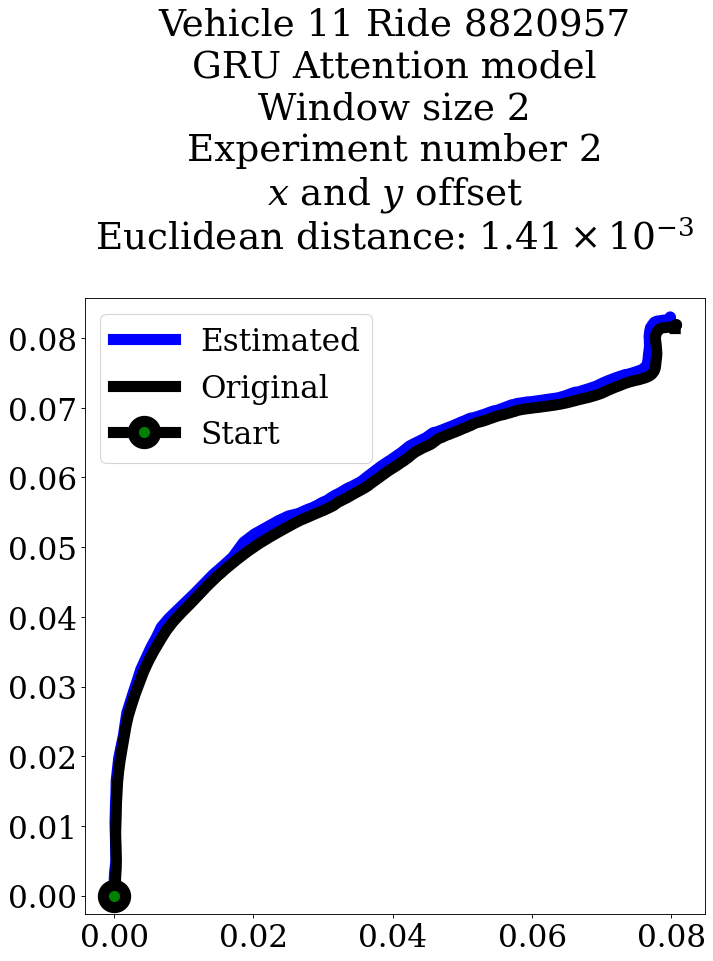 Vehicle 11 Ride 8820957
GRU Attention model
Window size 2
Experiment number 2
x and y offset
Euclidean distance: 1.41 × 10⁻³
Estimated
Original
Start
0.08
0.07
0.06
0.05
0.04
0.03
0.02
0.01
0.00
0.00 0.02 0.04 0.06 0.08